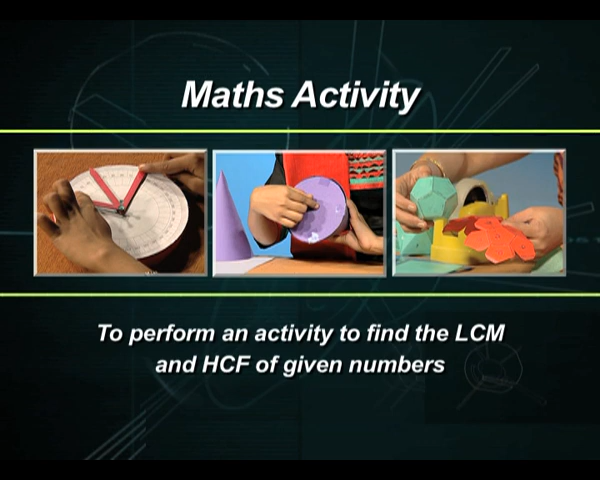 Maths Activity
To perform an activity to find the LCM
and HCF of given numbers